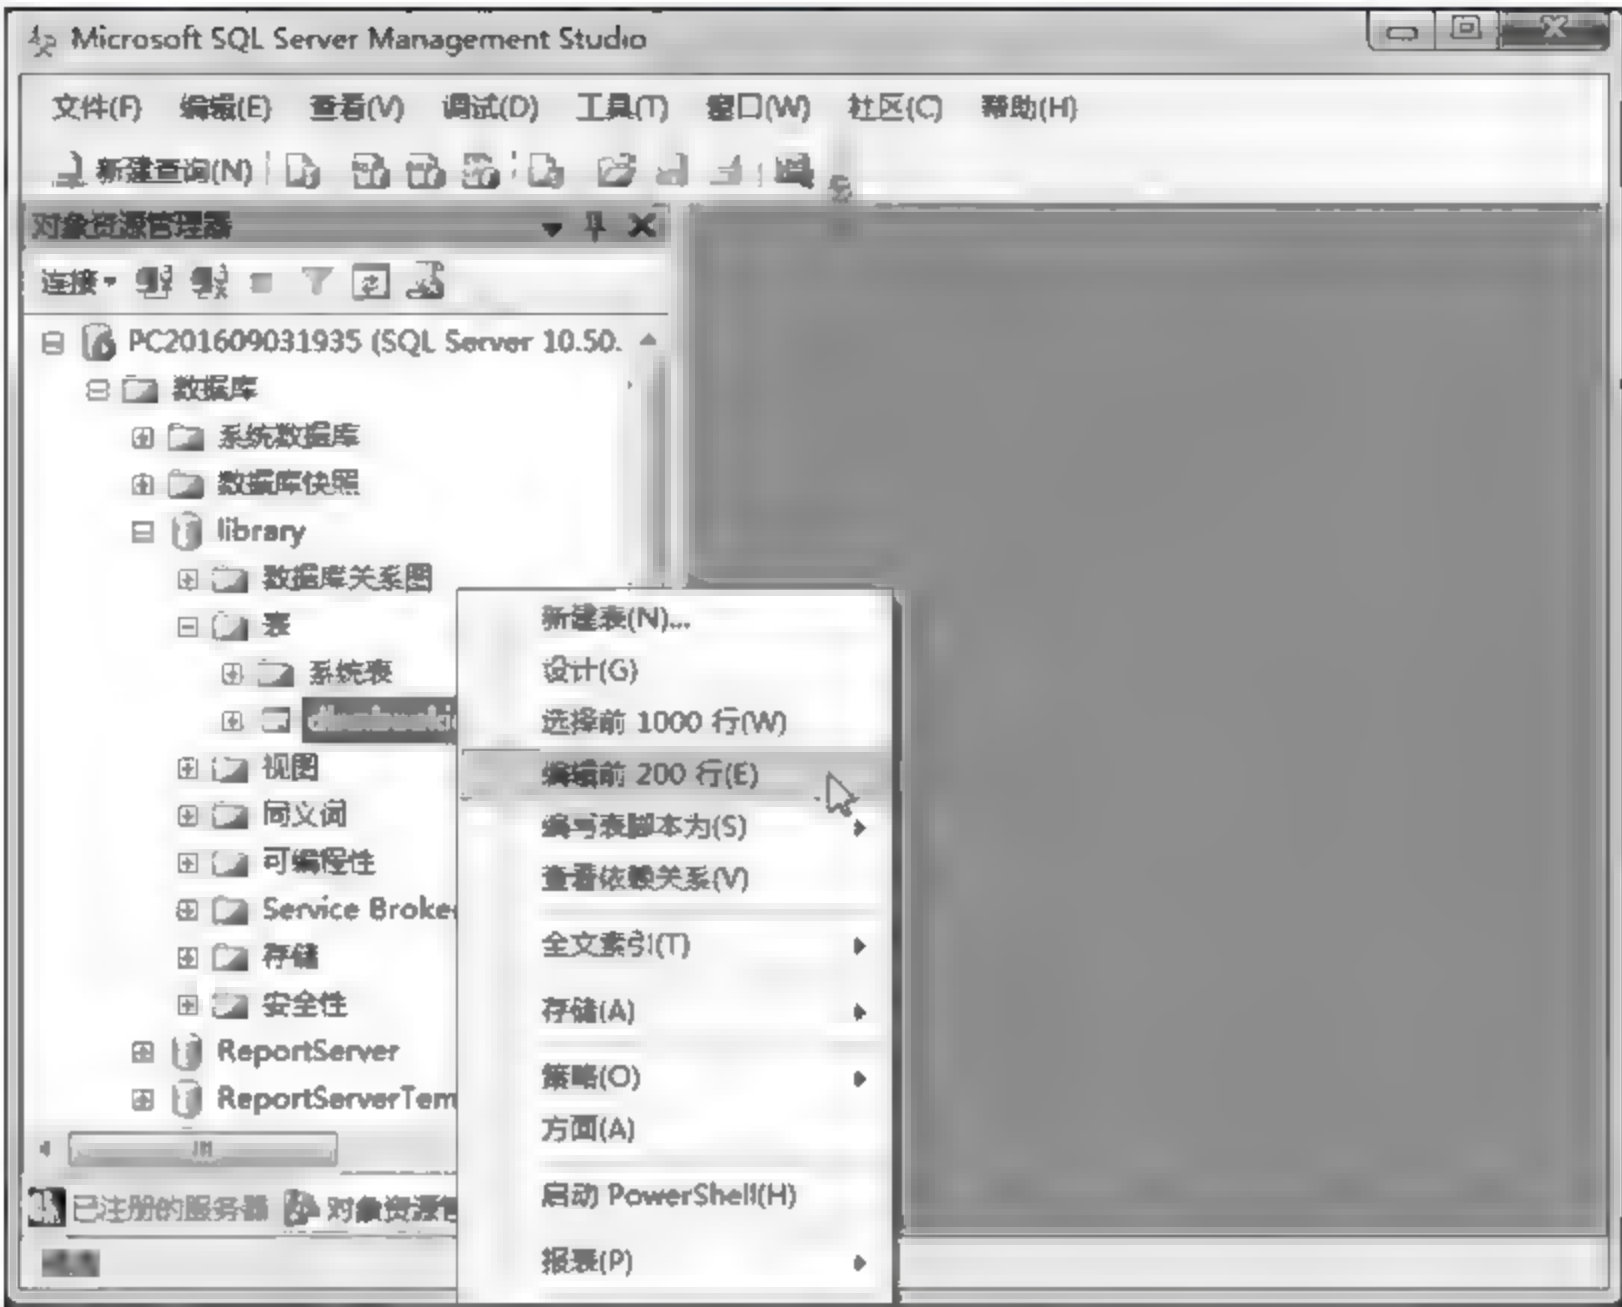 Microsoft SQL Server Management Studio
文件(F) 编辑(E) 查看(V) 调试(D) 工具(T) 窗口(W) 社区(C) 帮助(H)
新建查询(N)
对象资源管理器
连接
PC201609031935 (SQL Server 10.50.
数据库
系统数据库
数据库快照
library
数据库关系图
表
系统表
视图
同义词
可编程性
Service Broker
存储
安全性
ReportServer
ReportServerTem
已注册的服务器 对象资源管
新建表(N)...
设计(G)
选择前 1000 行(W)
编辑前 200 行(E)
编写表脚本为(S)
查看依赖关系(V)
全文索引(T)
存储(A)
策略(O)
方面(A)
启动 PowerShell(H)
报表(P)